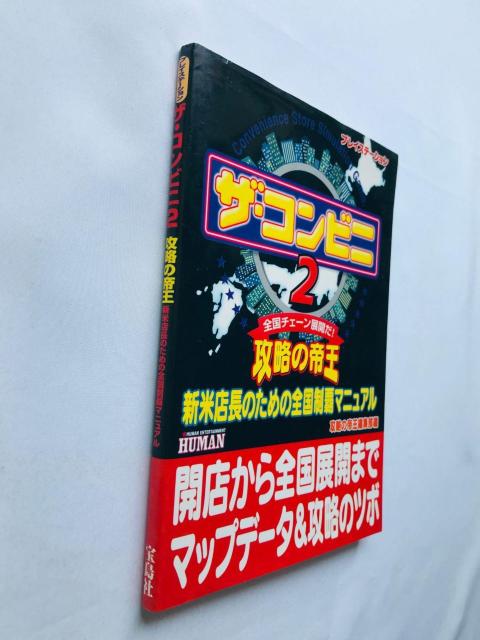 プレイステーション
ザ・コンビニ2
攻略の帝王
新米店長のための全国制覇マニュアル
宝島社
プレイステーション
Convenience Store
ザ・コンビニ
2
全国チェーン展開だ!
攻略の帝王
新米店長のための全国制覇マニュアル
攻略の帝王編集部編
HUMAN ENTERTAINMENT
HUMAN
開店から全国展開まで
マップデータ&攻略のツボ